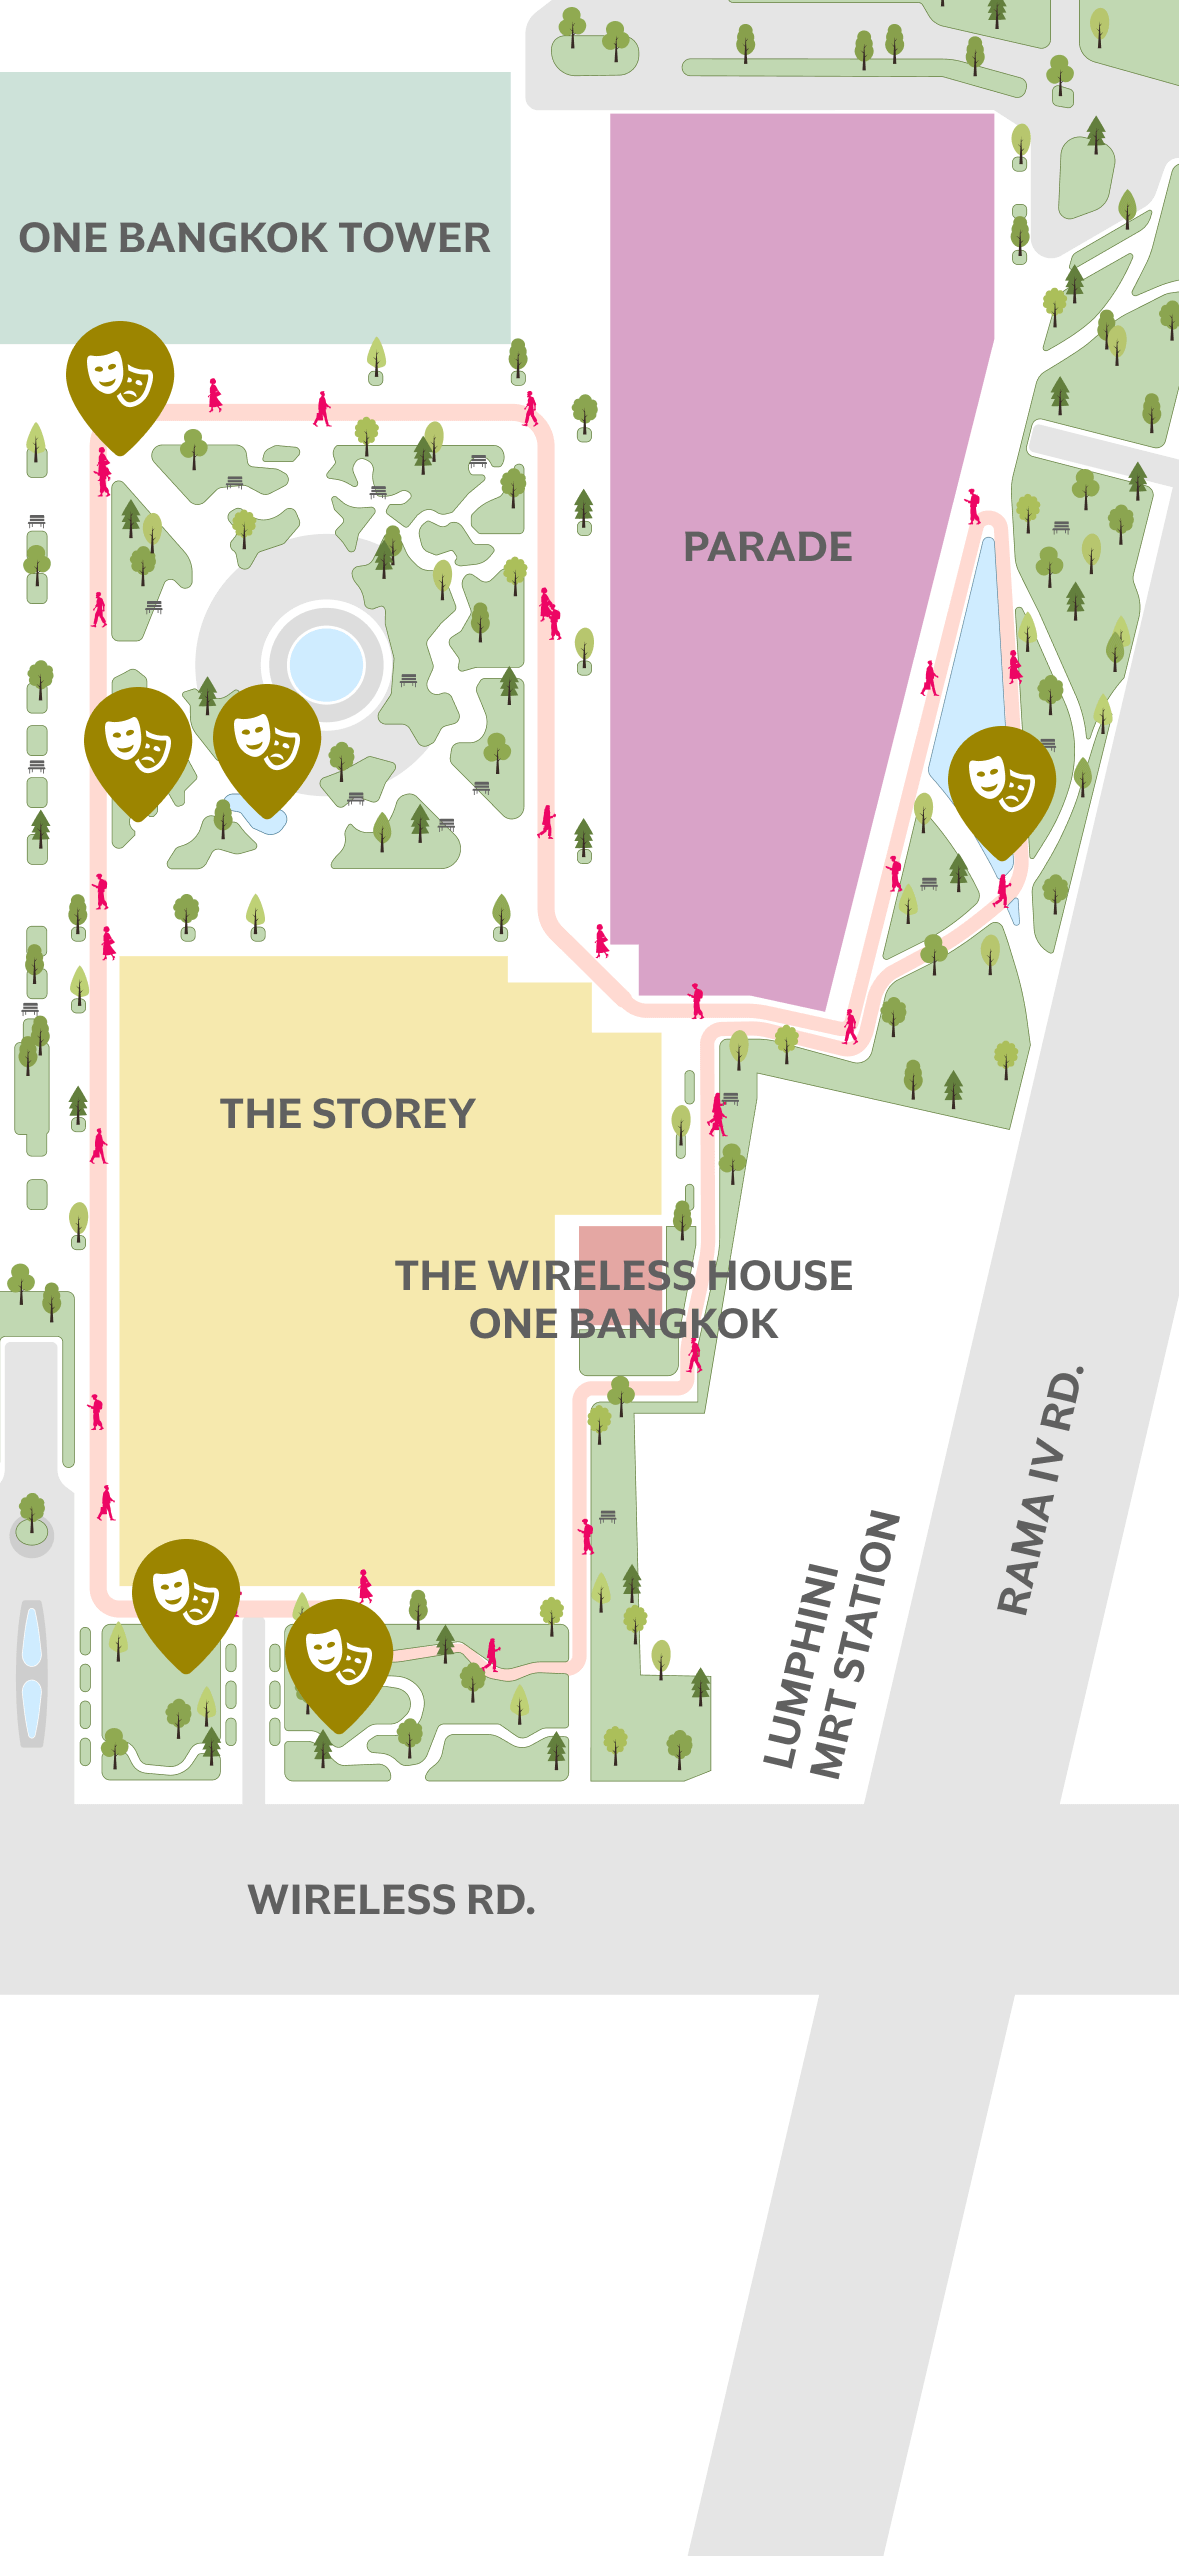 ONE BANGKOK TOWER
PARADE
THE STOREY
THE WIRELESS HOUSE
ONE BANGKOK
RAMA IV RD.
LUMPHINI
MRT STATION
WIRELESS RD.